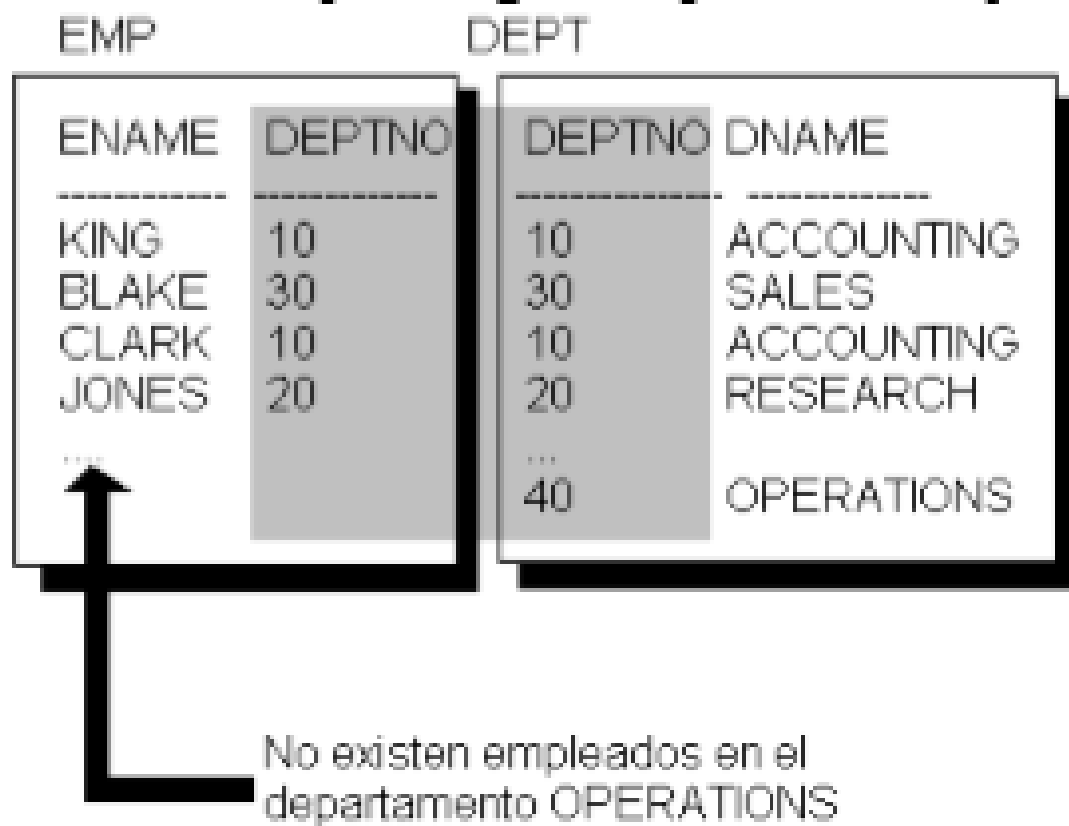 EMP DEPT
ENAME DEPTNO DEPTNO DNAME
------------ ------------- --------------- -------------
KING 10 10 ACCOUNTING
BLAKE 30 30 SALES
CLARK 10 10 ACCOUNTING
JONES 20 20 RESEARCH
.... ...
40 OPERATIONS
No existen empleados en el
departamento OPERATIONS